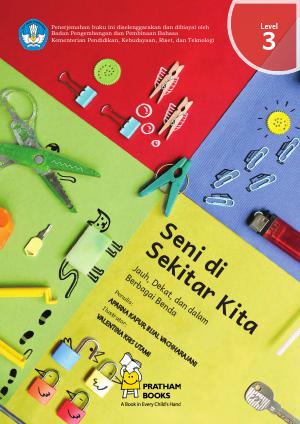 Penerjemahan buku ini diselenggarakan dan dibiayai oleh
Badan Pengembangan dan Pembinaan Bahasa
Kementerian Pendidikan, Kebudayaan, Riset, dan Teknologi
Level
3
Seni di
Sekitar Kita
Jauh, Dekat, dan dalam
Berbagai Benda
Penulis:
APARNA KAPUR, RIJAL VACHHARAJANI
Ilustrator:
VALENTINA KRIS UTAMI
PRATHAM
BOOKS
A Book in Every Child's Hand